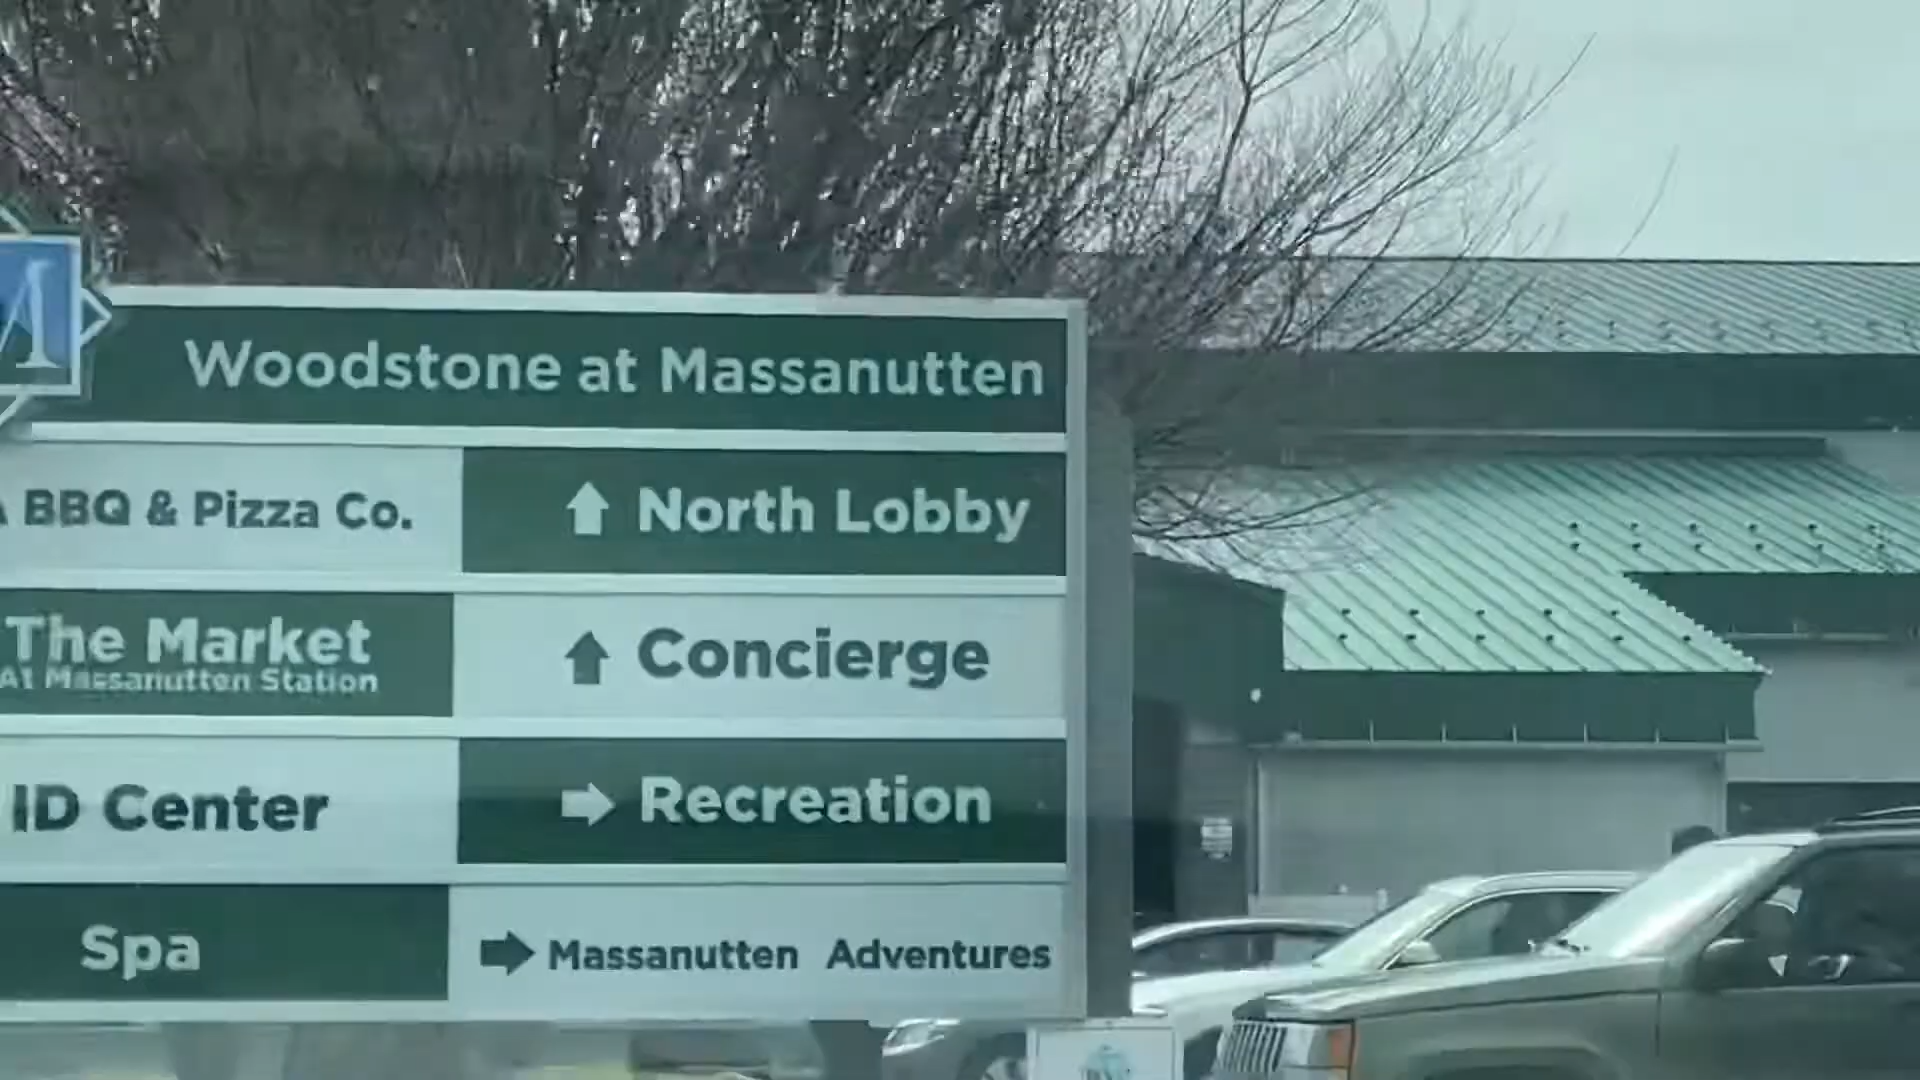 M
Woodstone at Massanutten
BBQ & Pizza Co.
North Lobby
The Market
At Massanutten Station
Concierge
ID Center
Recreation
Spa
Massanutten Adventures